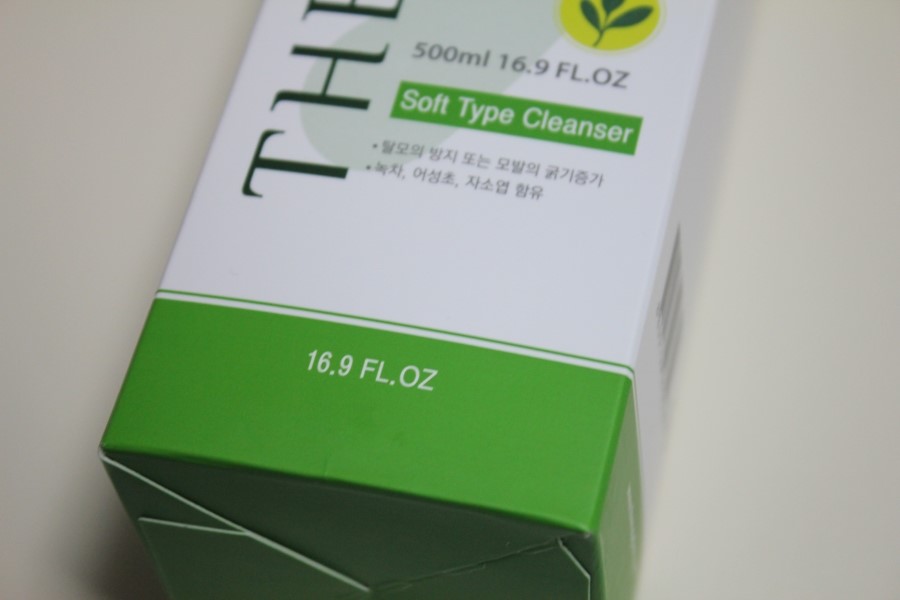 THE
500ml 16.9 FL.OZ
Soft Type Cleanser
• 탈모의 방지 또는 모발의 굵기증가
• 녹차, 어성초, 자소엽 함유
16.9 FL.OZ